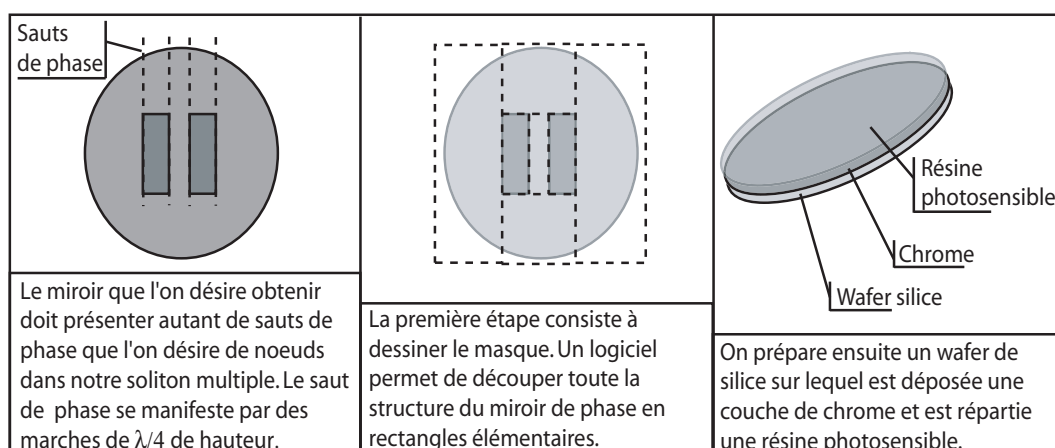 Sauts
de phase
Le miroir que l'on désire obtenir
doit présenter autant de sauts de
phase que l'on désire de noeuds
dans notre soliton multiple. Le saut
de phase se manifeste par des
marches de λ/4 de hauteur.
La première étape consiste à
dessiner le masque. Un logiciel
permet de découper toute la
structure du miroir de phase en
rectangles élémentaires.
Résine
photosensible
Chrome
Wafer silice
On prépare ensuite un wafer de
silice sur lequel est déposée une
couche de chrome et est répartie
une résine photosensible.